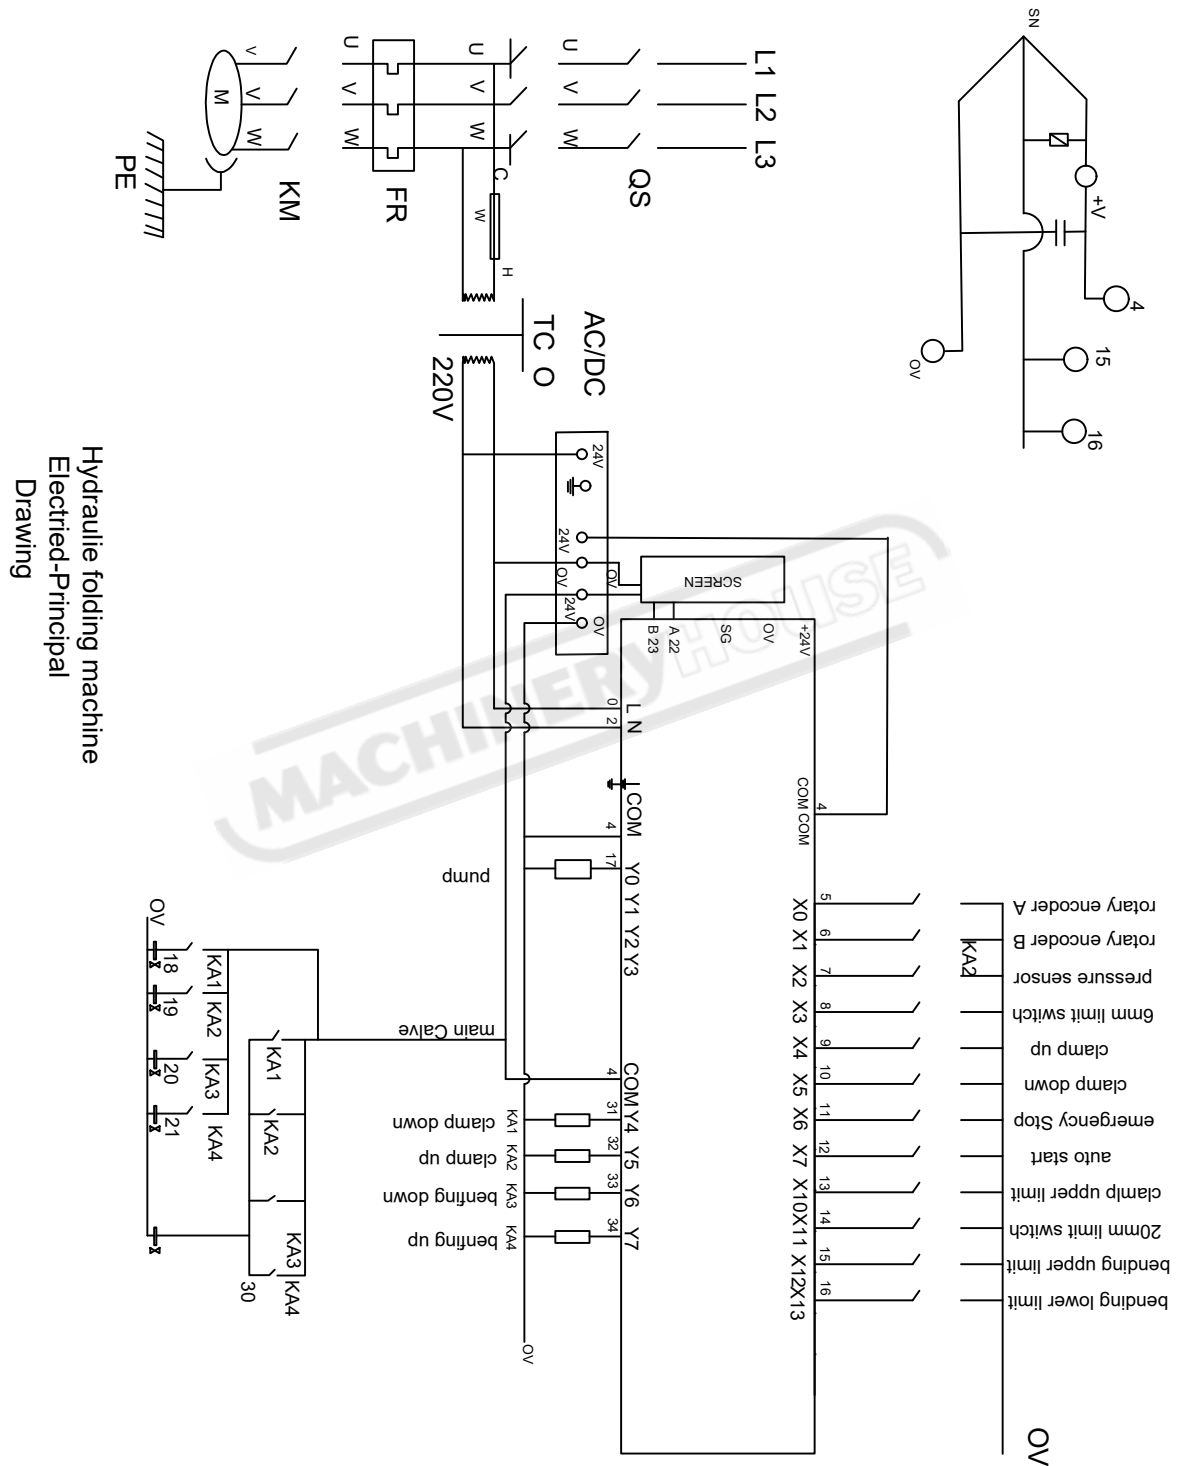 SN
+V
4
15
16
OV
L1
L2
L3
U
V
W
QS
U
V
W
C
W
H
FR
U
V
W
KM
V
V
W
M
PE
AC/DC
TC O
220V
24V
24V
OV
OV
24V
OV
SCREEN
B 23
A 22
SG
OV
+24V
L N
0
2
COM
4
17
Y0 Y1 Y2 Y3
COM
4
31
Y4
32
Y5
33
Y6
34
Y7
COM COM
4
X0 X1 X2 X3 X4 X5 X6 X7 X10X11 X12X13
5
6
7
8
9
10
11
12
13
14
15
16
KA2
rotary encoder A
rotary encoder B
pressure sensor
6mm limit switch
clamp up
clamp down
emergency Stop
auto start
clamlp upper limit
20mm limit switch
bending upper limit
bending lower limit
OV
pump
main Calve
KA1
clamp down
KA2
clamp up
KA3
benfing down
KA4
benfing up
OV
OV
18
KA1
19
KA2
20
KA3
21
KA4
KA1
KA2
KA3
KA4
30
Hydraulie folding machine
Electried-Principal
Drawing
MACHINERYHOUSE